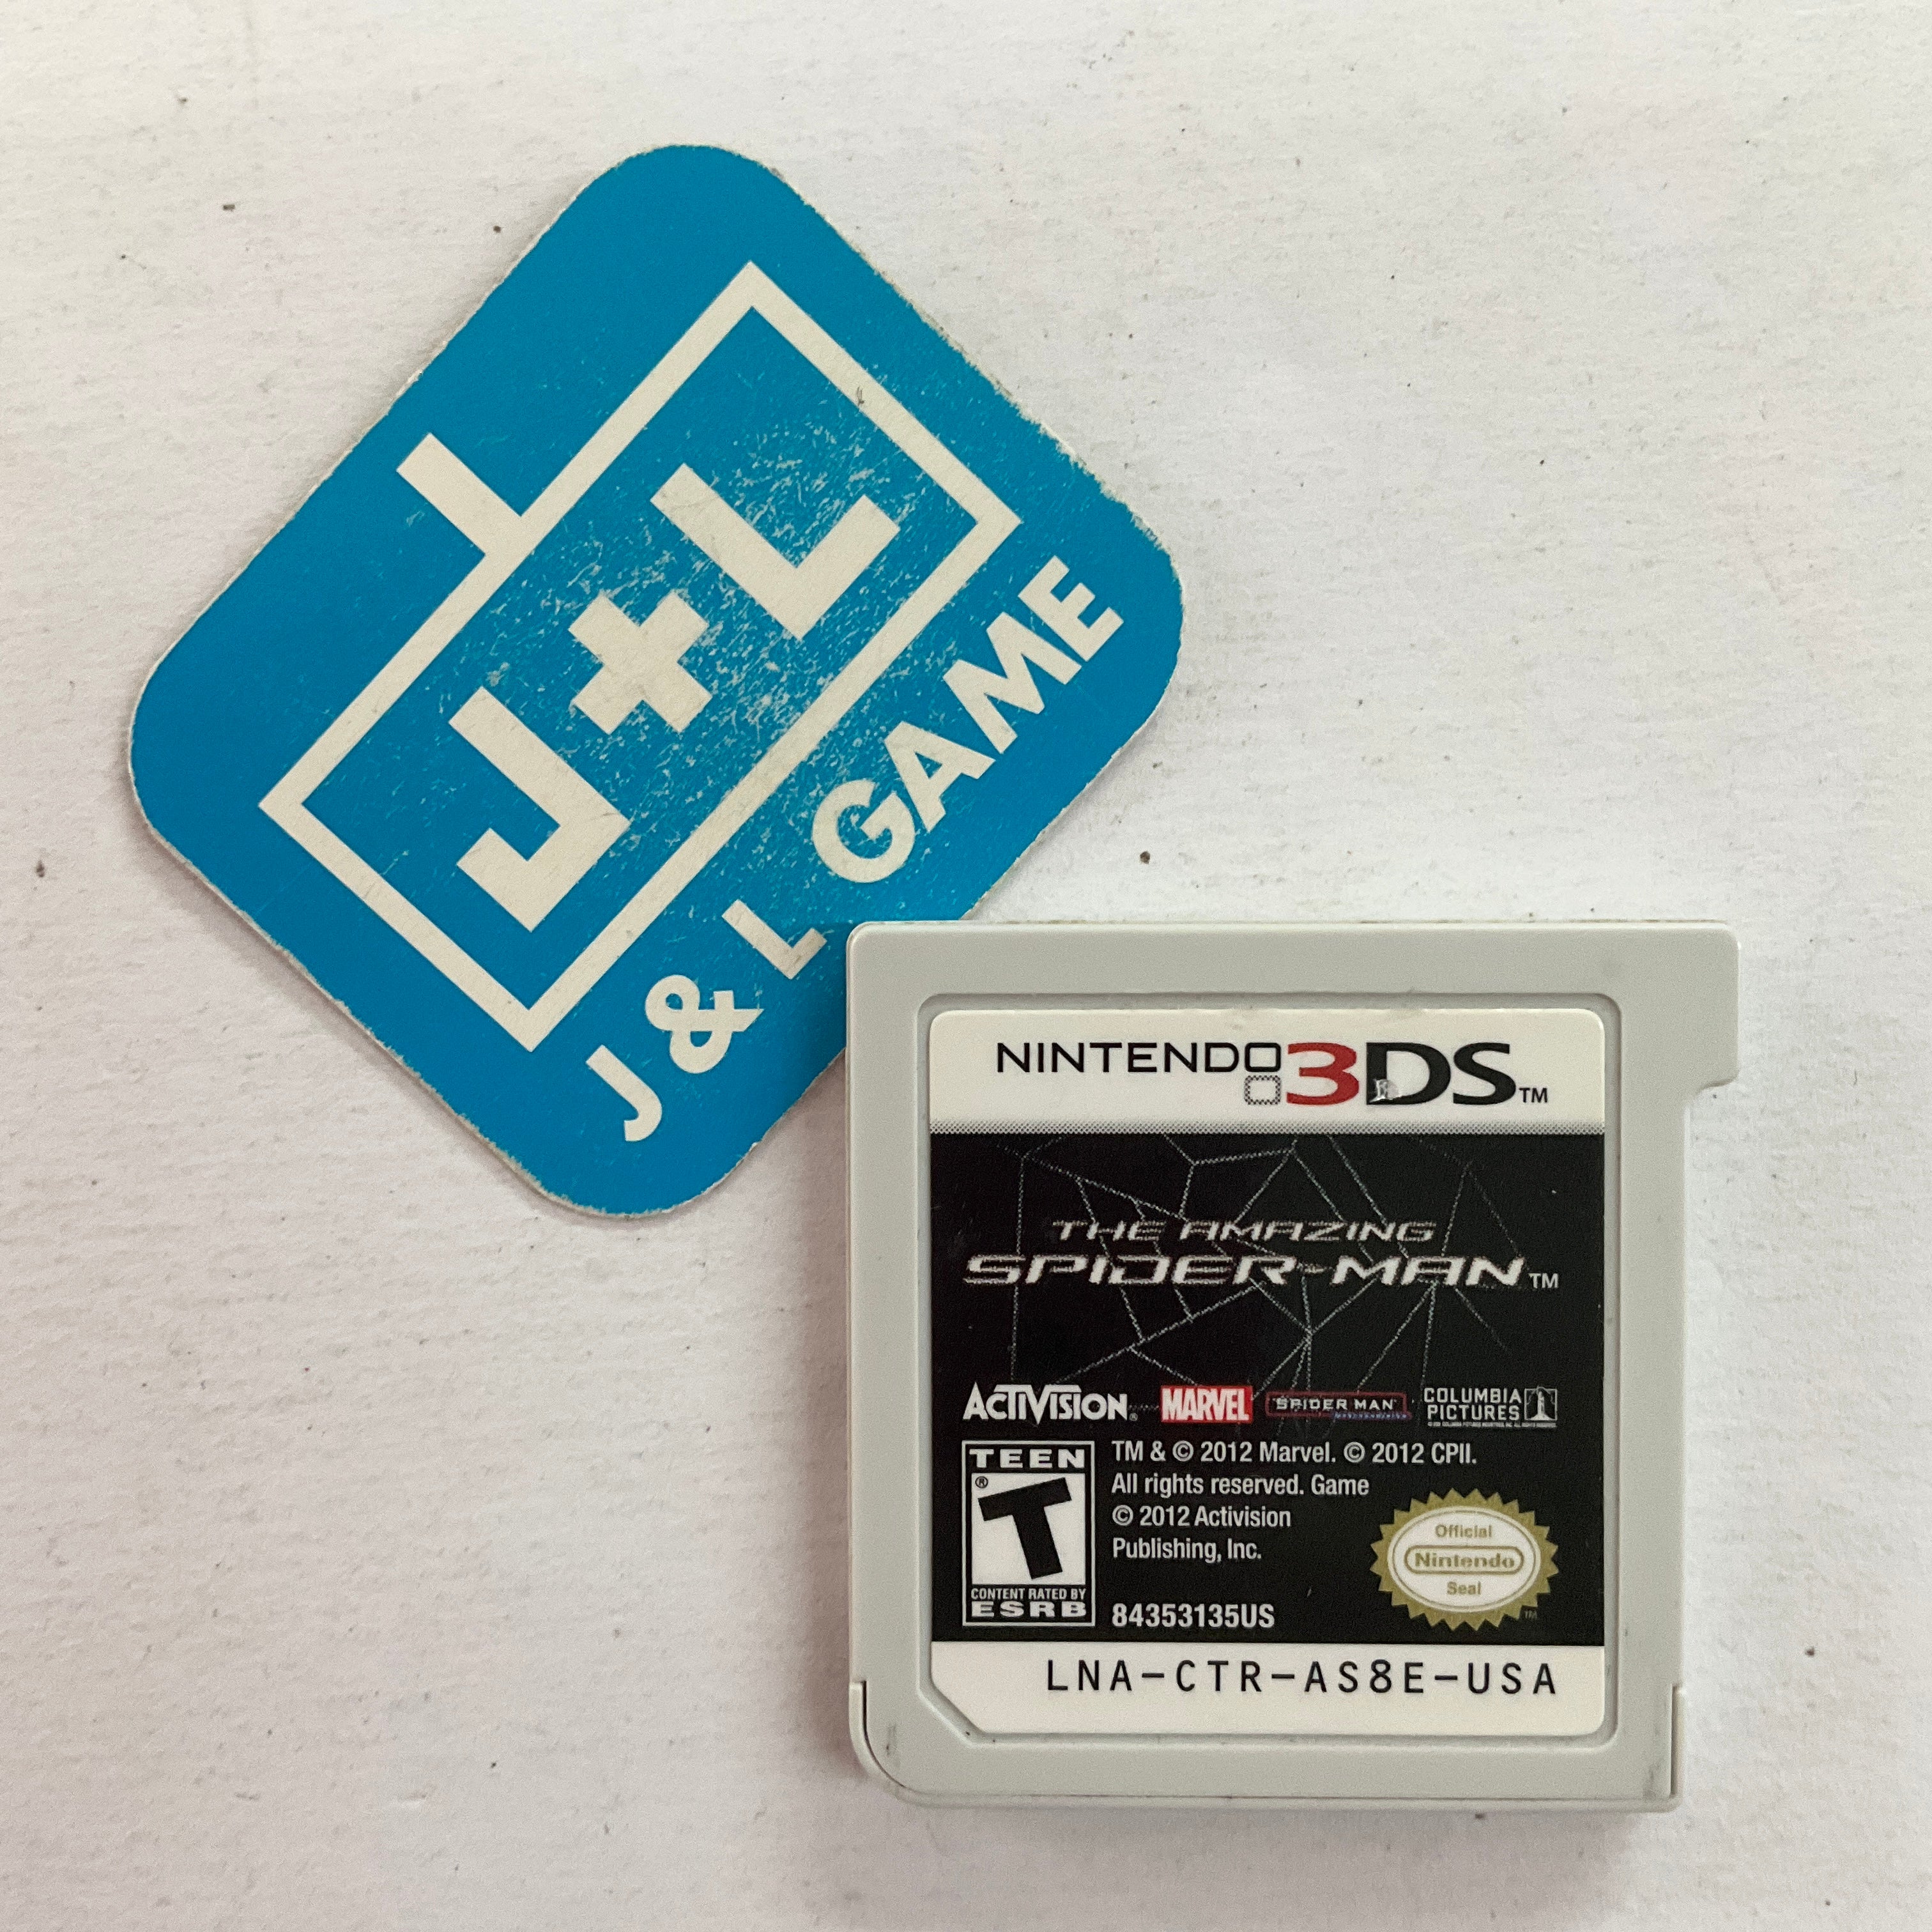 J+L
J & L GAME
NINTENDO 3DS™
THE AMAZING
SPIDER-MAN™
ACTIVISION®
MARVEL
SPIDER MAN
COLUMBIA
PICTURES
TEEN
®
T
CONTENT RATED BY
ESRB
TM & © 2012 Marvel. © 2012 CPII.
All rights reserved. Game
© 2012 Activision
Publishing, Inc.
84353135US
Official
Nintendo
Seal
TM
LNA-CTR-AS8E-USA